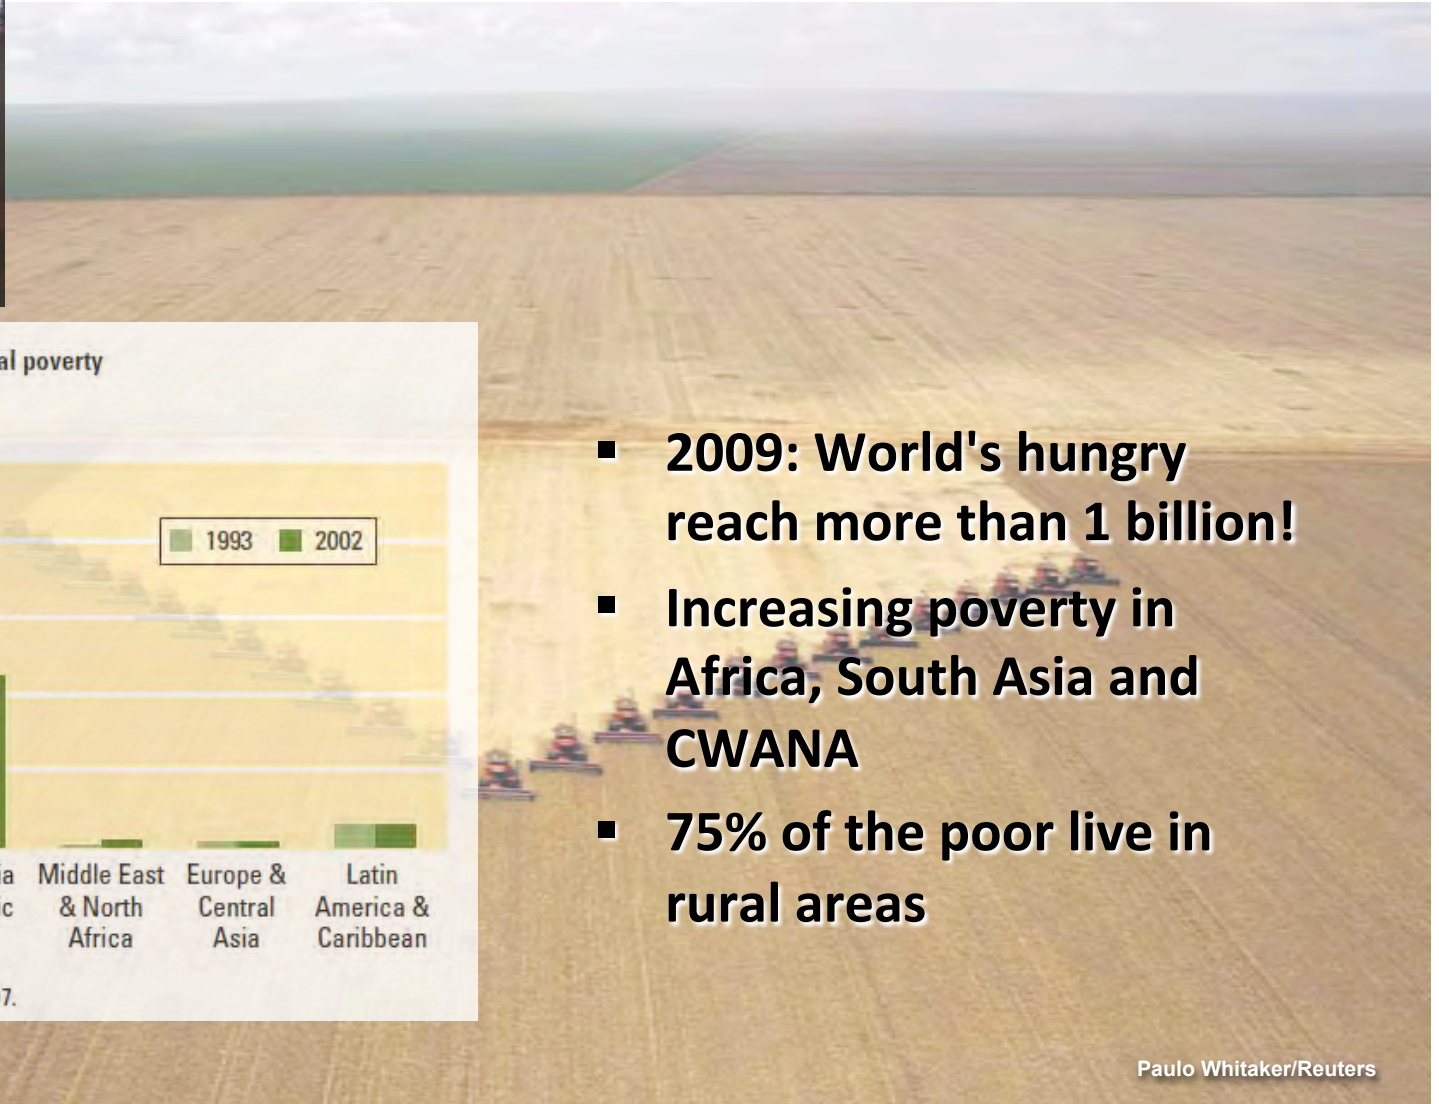 al poverty
1993 2002
ia Middle East Europe & Latin
ic & North Central America &
Africa Asia Caribbean
7.
▪ 2009: World's hungry
reach more than 1 billion!
▪ Increasing poverty in
Africa, South Asia and
CWANA
▪ 75% of the poor live in
rural areas
Paulo Whitaker/Reuters